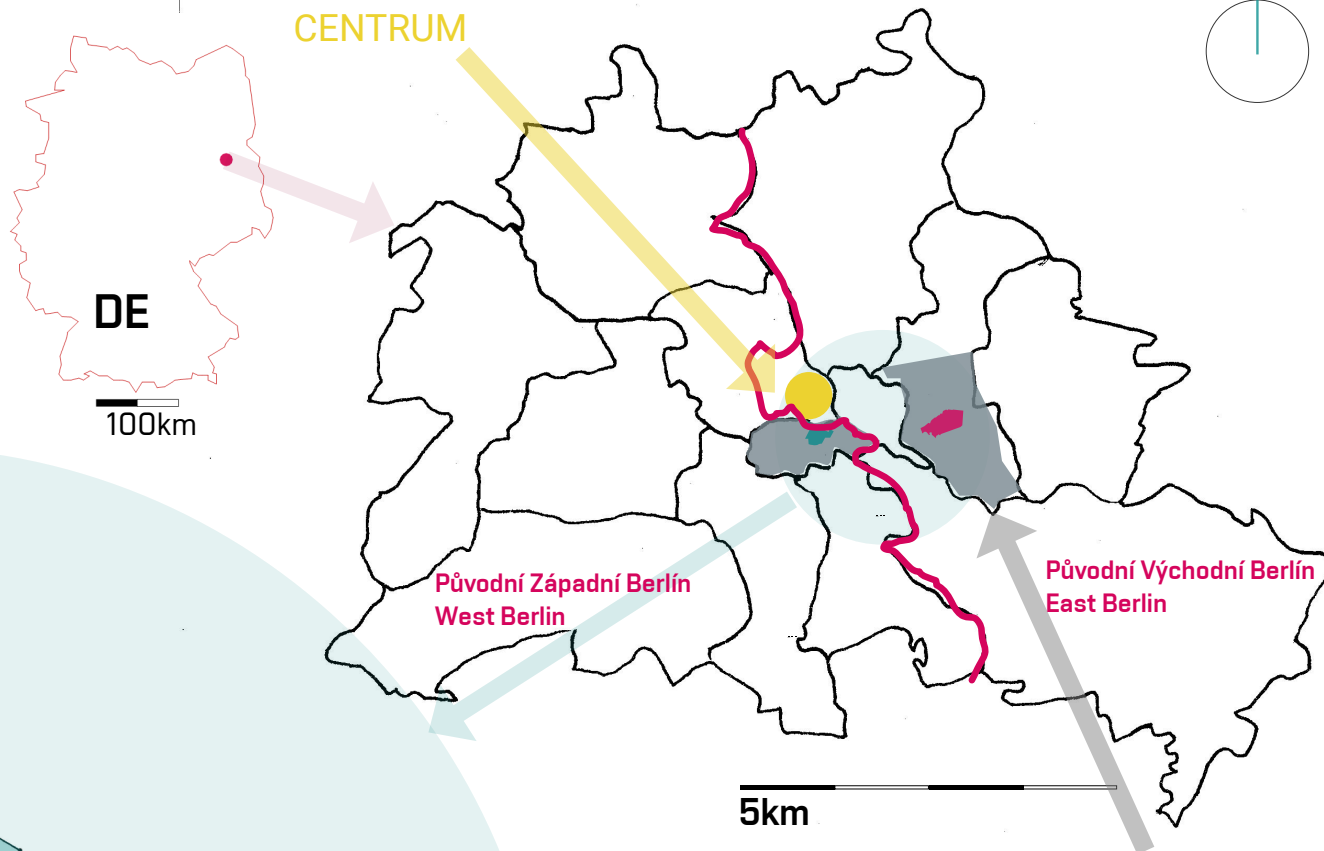 CENTRUM
DE
100km
Původní Západní Berlín
West Berlin
Původní Východní Berlín
East Berlin
5km